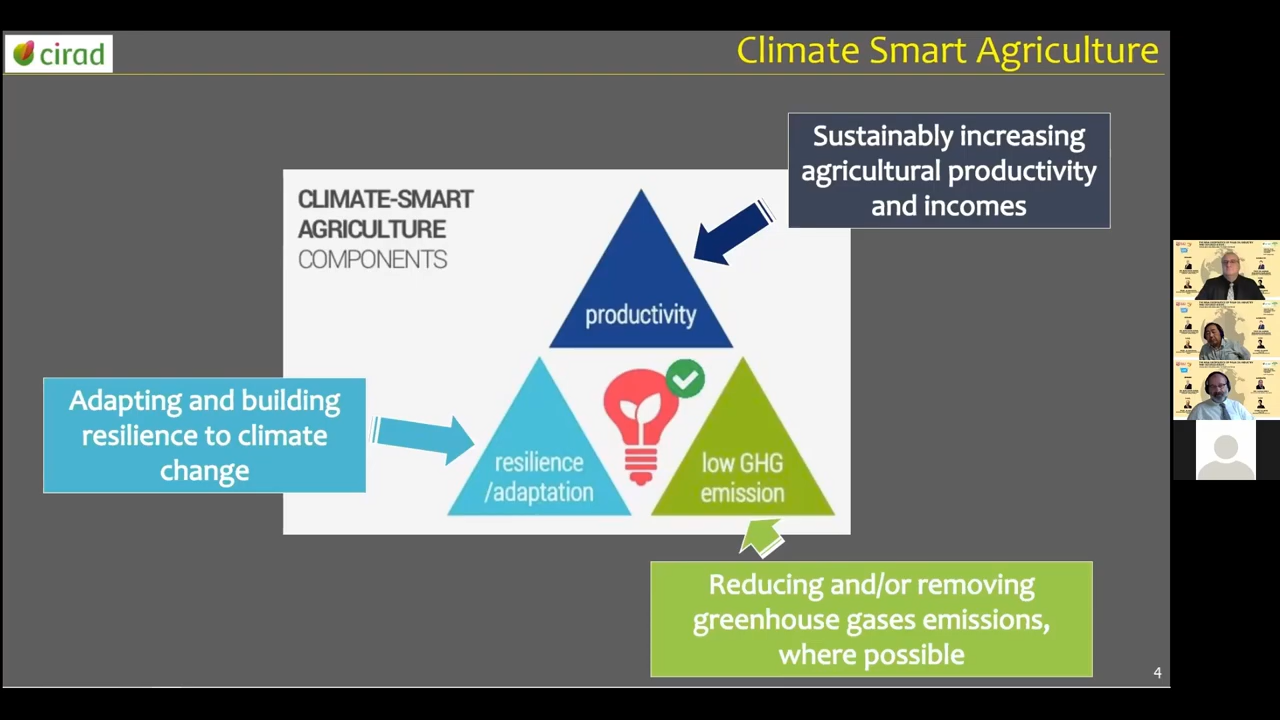 cirad
Climate Smart Agriculture
Sustainably increasing
agricultural productivity
and incomes
CLIMATE-SMART
AGRICULTURE
COMPONENTS
productivity
Adapting and building
resilience to climate
change
resilience
/adaptation
low GHG
emission
Reducing and/or removing
greenhouse gases emissions,
where possible
4